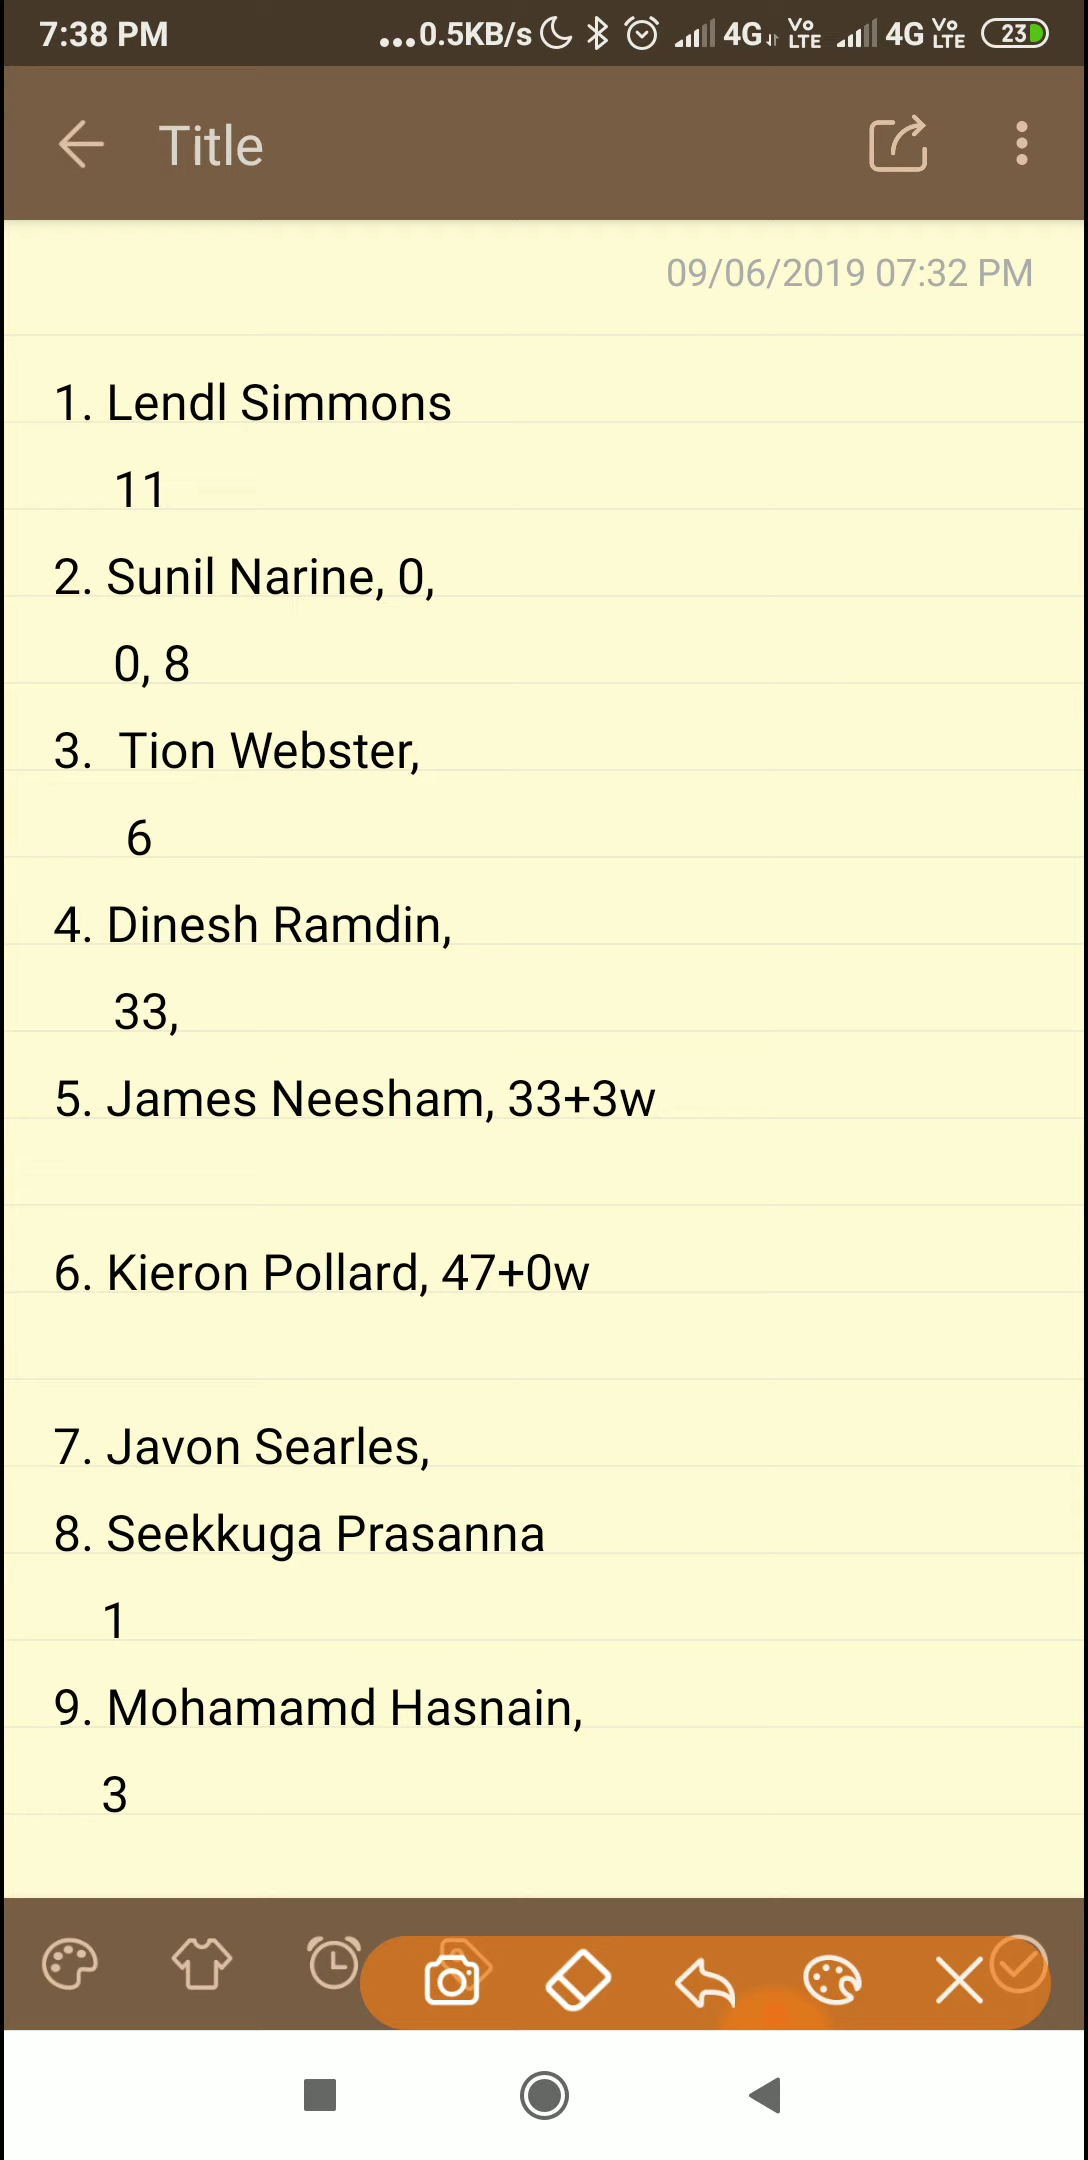 7:38 PM ...0.5KB/s 4G VoLTE 4G VoLTE 23
Title
09/06/2019 07:32 PM
1. Lendl Simmons
11
2. Sunil Narine, 0,
0, 8
3. Tion Webster,
6
4. Dinesh Ramdin,
33,
5. James Neesham, 33+3w
6. Kieron Pollard, 47+0w
7. Javon Searles,
8. Seekkuga Prasanna
1
9. Mohamamd Hasnain,
3